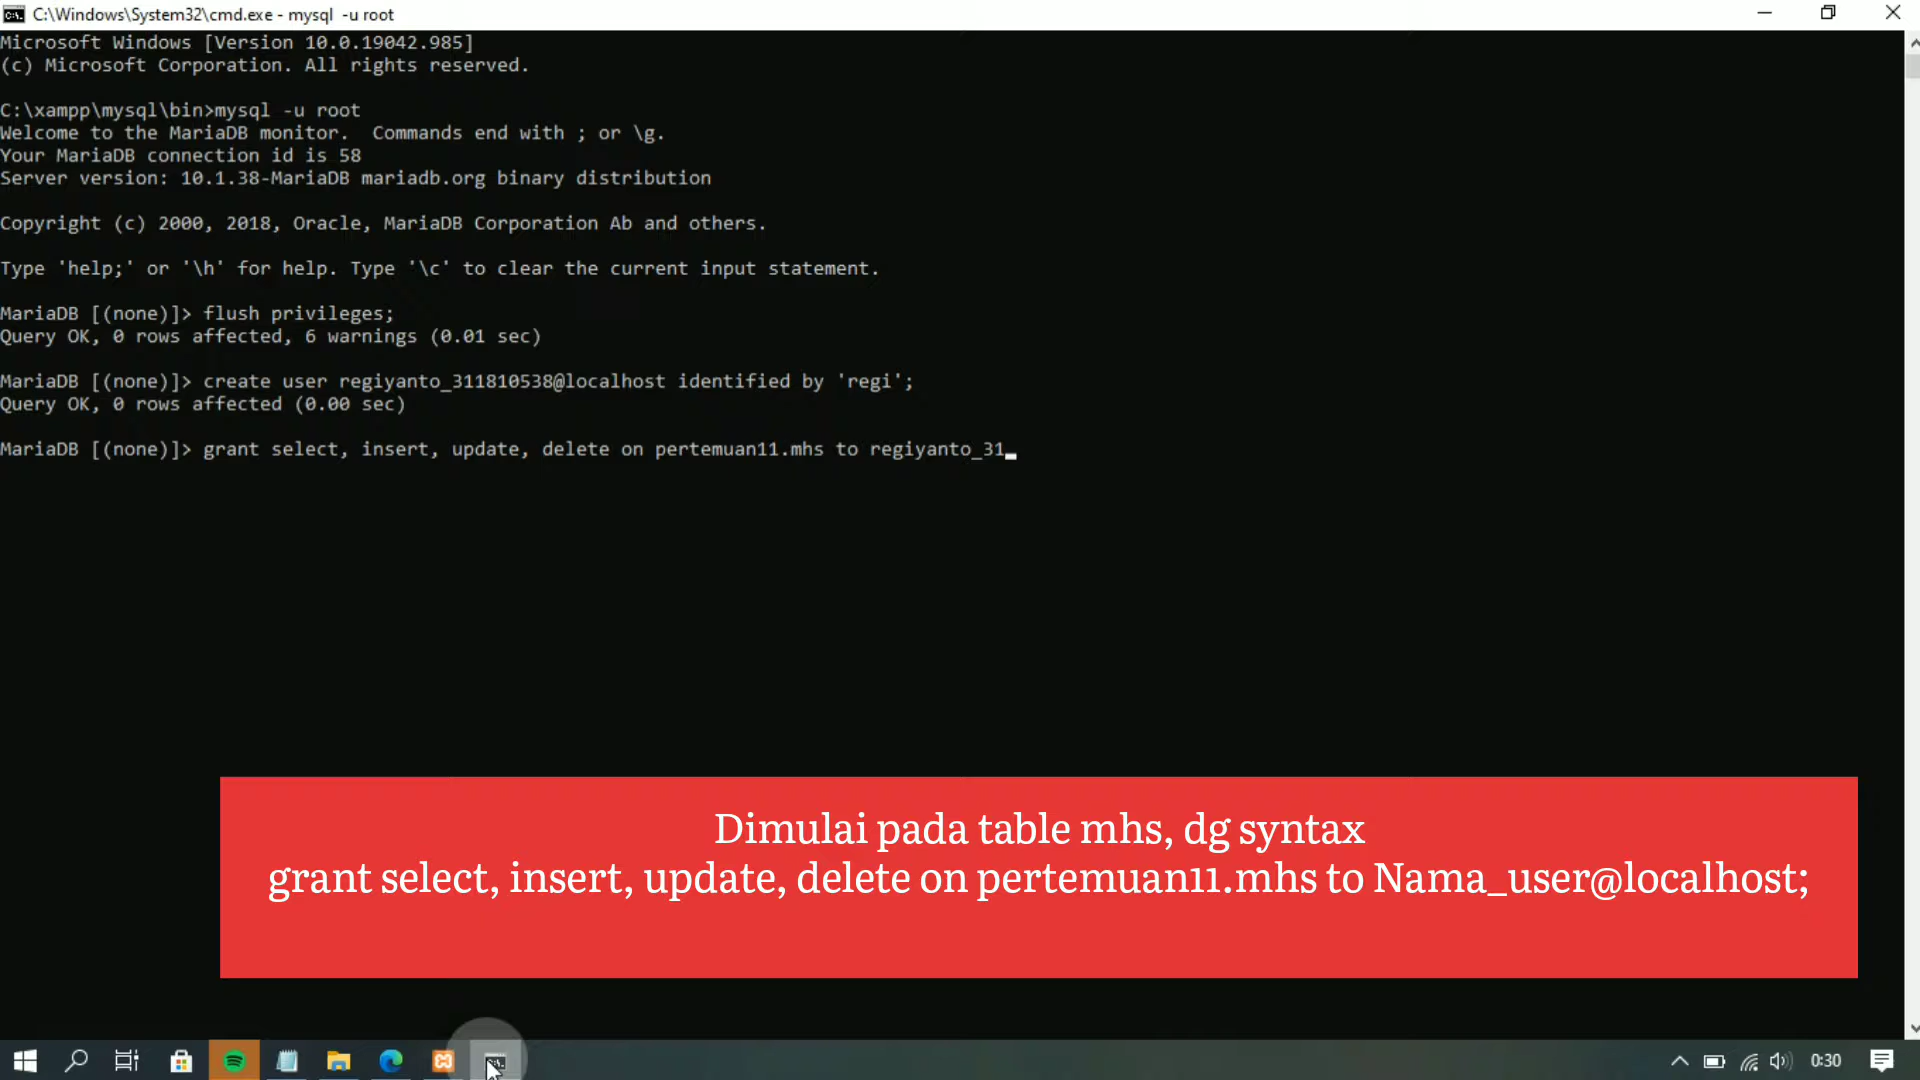 C:\Windows\System32\cmd.exe - mysql  -u root
Microsoft Windows [Version 10.0.19042.985]
(c) Microsoft Corporation. All rights reserved.
C:\xampp\mysql\bin>mysql -u root
Welcome to the MariaDB monitor.  Commands end with ; or \g.
Your MariaDB connection id is 58
Server version: 10.1.38-MariaDB mariadb.org binary distribution
Copyright (c) 2000, 2018, Oracle, MariaDB Corporation Ab and others.
Type 'help;' or '\h' for help. Type '\c' to clear the current input statement.
MariaDB [(none)]> flush privileges;
Query OK, 0 rows affected, 6 warnings (0.01 sec)
MariaDB [(none)]> create user regiyanto_311810538@localhost identified by 'regi';
Query OK, 0 rows affected (0.00 sec)
MariaDB [(none)]> grant select, insert, update, delete on pertemuan11.mhs to regiyanto_31
Dimulai pada table mhs, dg syntax
grant select, insert, update, delete on pertemuan11.mhs to Nama_user@localhost;
0:30